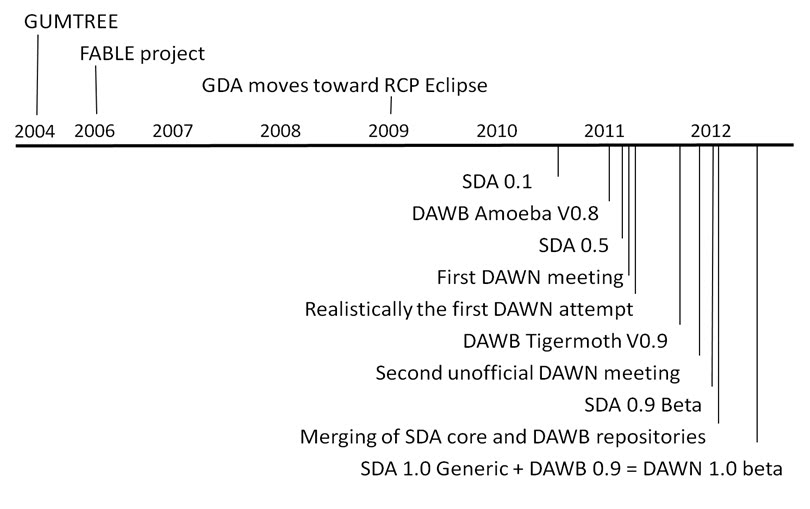 GUMTREE
FABLE project
GDA moves toward RCP Eclipse
2004 2006 2007 2008 2009 2010 2011 2012
SDA 0.1
DAWB Amoeba V0.8
SDA 0.5
First DAWN meeting
Realistically the first DAWN attempt
DAWB Tigermoth V0.9
Second unofficial DAWN meeting
SDA 0.9 Beta
Merging of SDA core and DAWB repositories
SDA 1.0 Generic + DAWB 0.9 = DAWN 1.0 beta